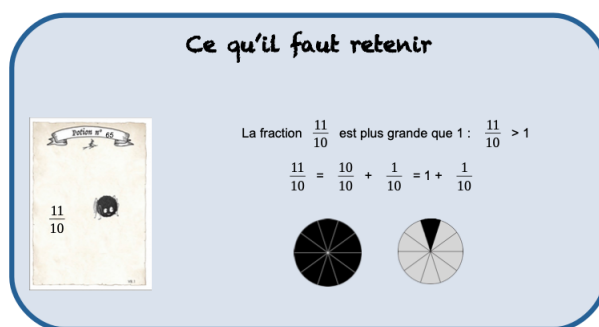 Ce qu'il faut retenir
Potion n° 65
11/10
La fraction 11/10 est plus grande que 1 : 11/10 > 1
11/10 = 10/10 + 1/10 = 1 + 1/10